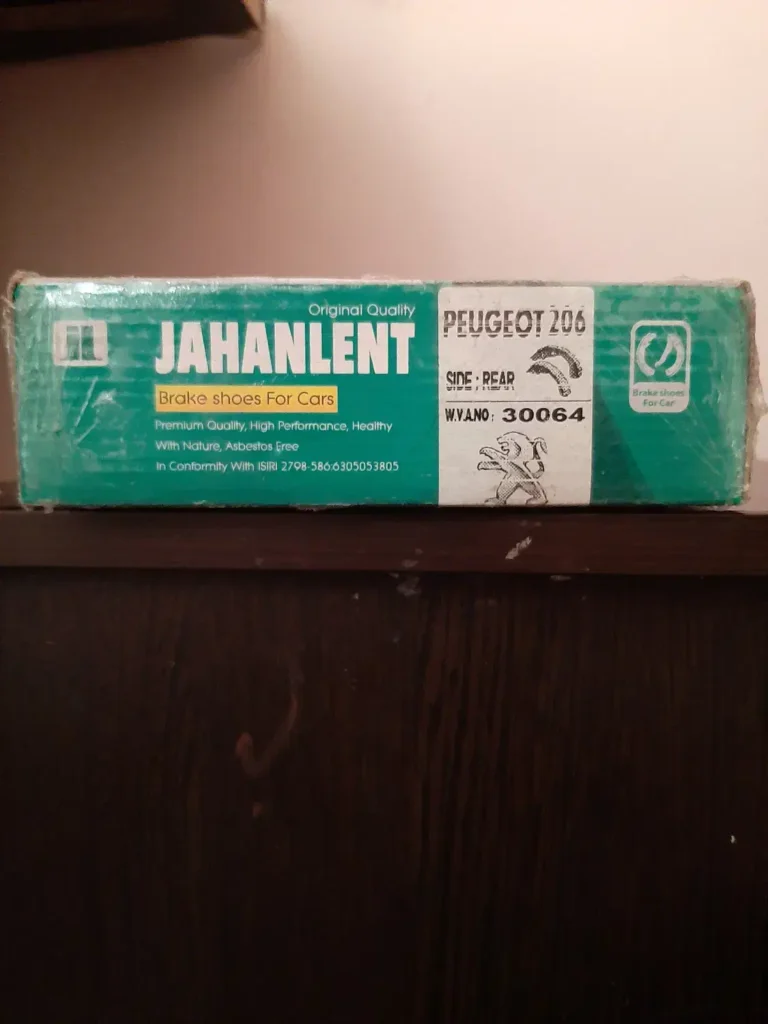 Original Quality
JAHANLENT
Brake shoes For Cars
Premium Quality, High Performance, Healthy
With Nature, Asbestos Free
In Conformity With ISIRI 2798-586:6305053805
PEUGEOT 206
SIDE : REAR
W.V.A.NO : 30064
Brake shoes
For Car